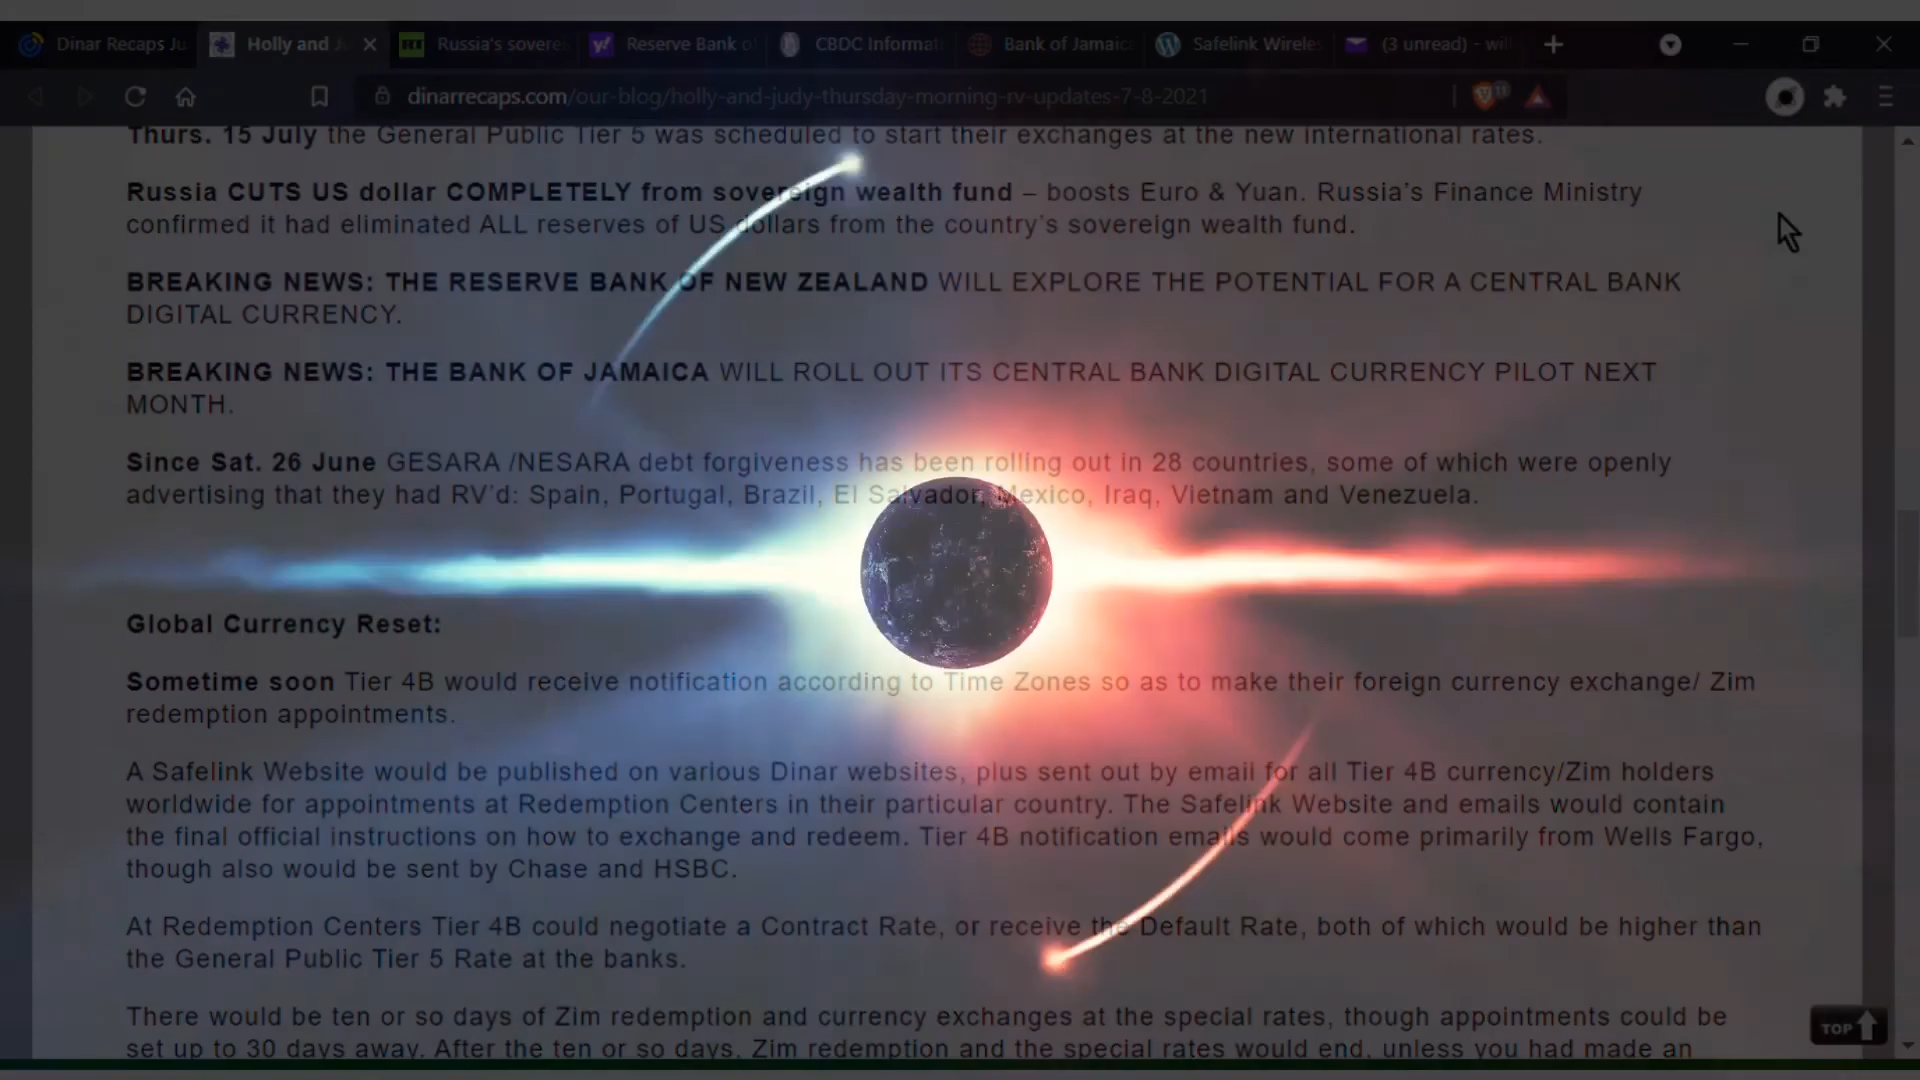 Dinar Recaps Ju
Holly and J
Russia's sovere
Reserve Bank of
CBDC Informat
Bank of Jamaica
Safelink Wireles
(3 unread) - wil
dinarrecaps.com/our-blog/holly-and-judy-thursday-morning-rv-updates-7-8-2021
11
Thurs. 15 July the General Public Tier 5 was scheduled to start their exchanges at the new international rates.
Russia CUTS US dollar COMPLETELY from sovereign wealth fund – boosts Euro & Yuan. Russia's Finance Ministry
confirmed it had eliminated ALL reserves of US dollars from the country's sovereign wealth fund.
BREAKING NEWS: THE RESERVE BANK OF NEW ZEALAND WILL EXPLORE THE POTENTIAL FOR A CENTRAL BANK
DIGITAL CURRENCY.
BREAKING NEWS: THE BANK OF JAMAICA WILL ROLL OUT ITS CENTRAL BANK DIGITAL CURRENCY PILOT NEXT
MONTH.
Since Sat. 26 June GESARA /NESARA debt forgiveness has been rolling out in 28 countries, some of which were openly
advertising that they had RV'd: Spain, Portugal, Brazil, El Salvador, Mexico, Iraq, Vietnam and Venezuela.
Global Currency Reset:
Sometime soon Tier 4B would receive notification according to Time Zones so as to make their foreign currency exchange/ Zim
redemption appointments.
A Safelink Website would be published on various Dinar websites, plus sent out by email for all Tier 4B currency/Zim holders
worldwide for appointments at Redemption Centers in their particular country. The Safelink Website and emails would contain
the final official instructions on how to exchange and redeem. Tier 4B notification emails would come primarily from Wells Fargo,
though also would be sent by Chase and HSBC.
At Redemption Centers Tier 4B could negotiate a Contract Rate, or receive the Default Rate, both of which would be higher than
the General Public Tier 5 Rate at the banks.
There would be ten or so days of Zim redemption and currency exchanges at the special rates, though appointments could be
set up to 30 days away. After the ten or so days, Zim redemption and the special rates would end, unless you had made an
TOP